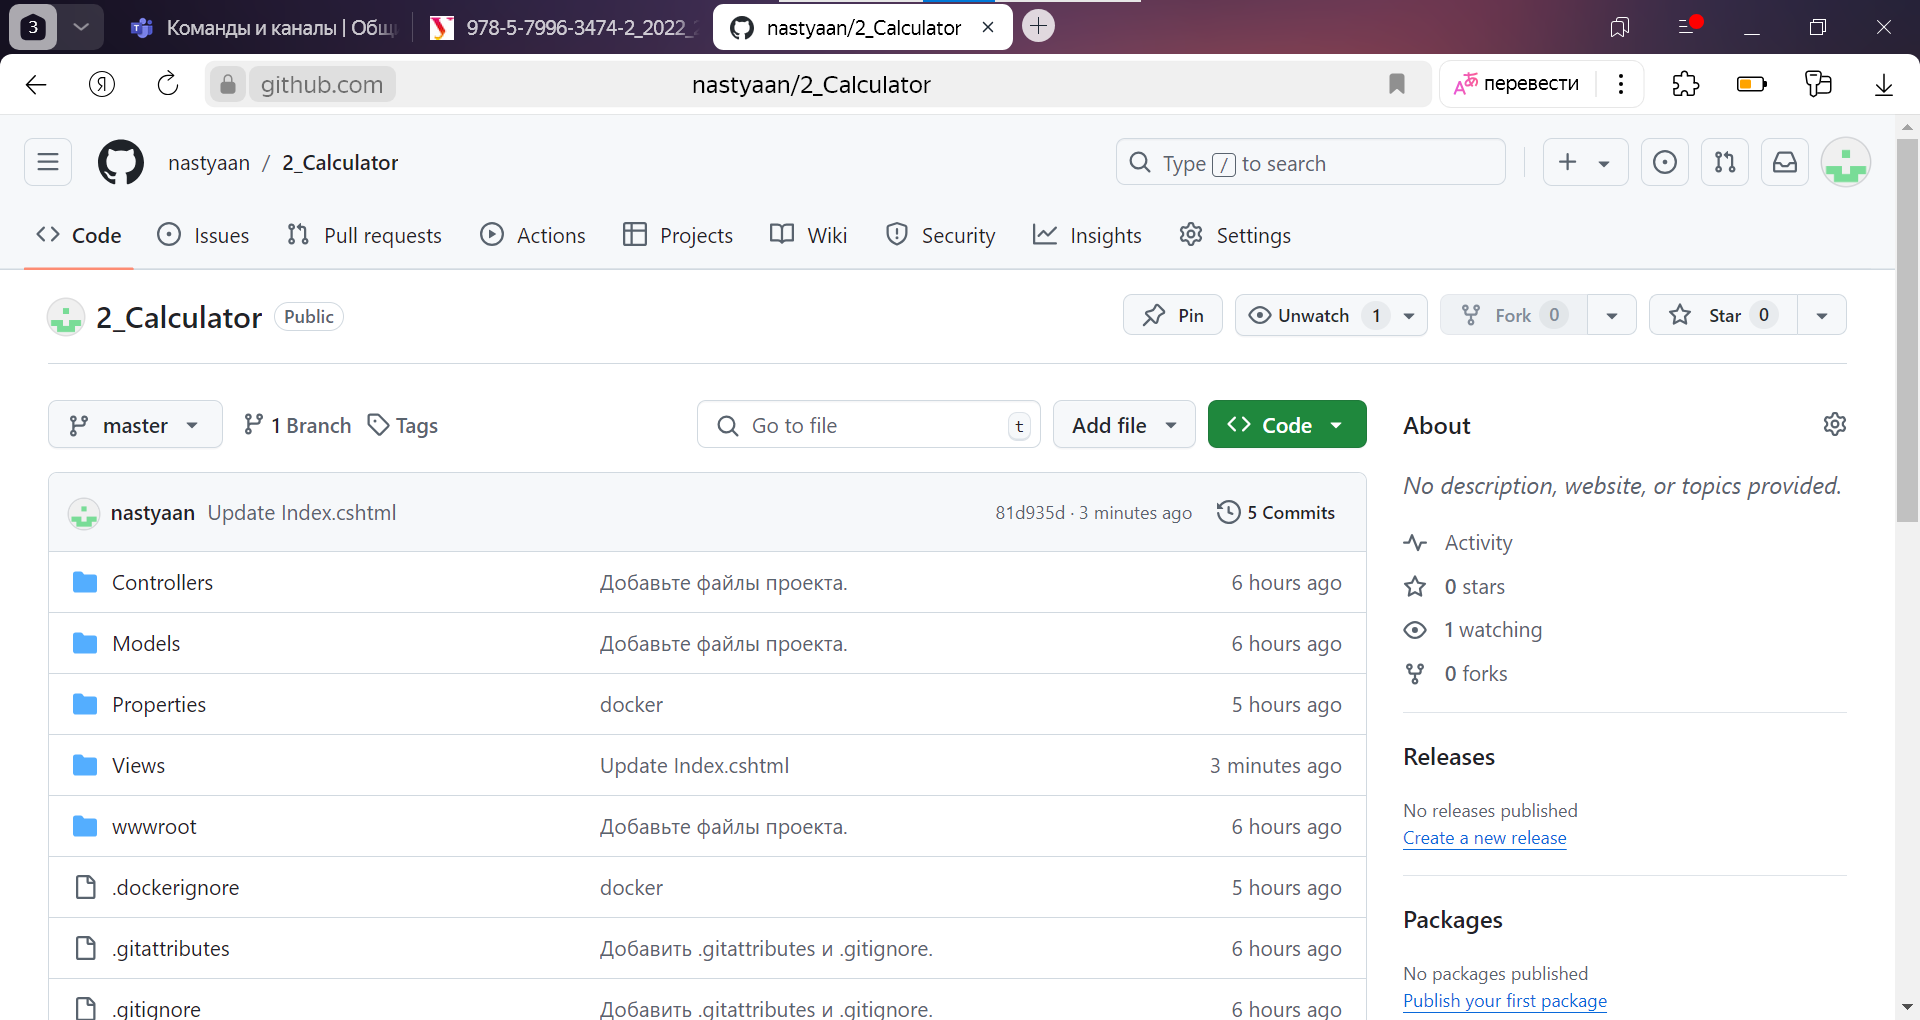 3
Команды и каналы | Общ
978-5-7996-3474-2_2022_
nastyaan/2_Calculator
Я
github.com
nastyaan/2_Calculator
перевести
nastyaan / 2_Calculator
Type / to search
Code
Issues
Pull requests
Actions
Projects
Wiki
Security
Insights
Settings
2_Calculator
Public
Pin
Unwatch 1
Fork 0
Star 0
master
1 Branch
Tags
Go to file
t
Add file
Code
nastyaan Update Index.cshtml 81d935d · 3 minutes ago 5 Commits
Controllers Добавьте файлы проекта. 6 hours ago
Models Добавьте файлы проекта. 6 hours ago
Properties docker 5 hours ago
Views Update Index.cshtml 3 minutes ago
wwwroot Добавьте файлы проекта. 6 hours ago
.dockerignore docker 5 hours ago
.gitattributes Добавить .gitattributes и .gitignore. 6 hours ago
.gitignore Добавить .gitattributes и .gitignore. 6 hours ago
About
No description, website, or topics provided.
Activity
0 stars
1 watching
0 forks
Releases
No releases published
Create a new release
Packages
No packages published
Publish your first package